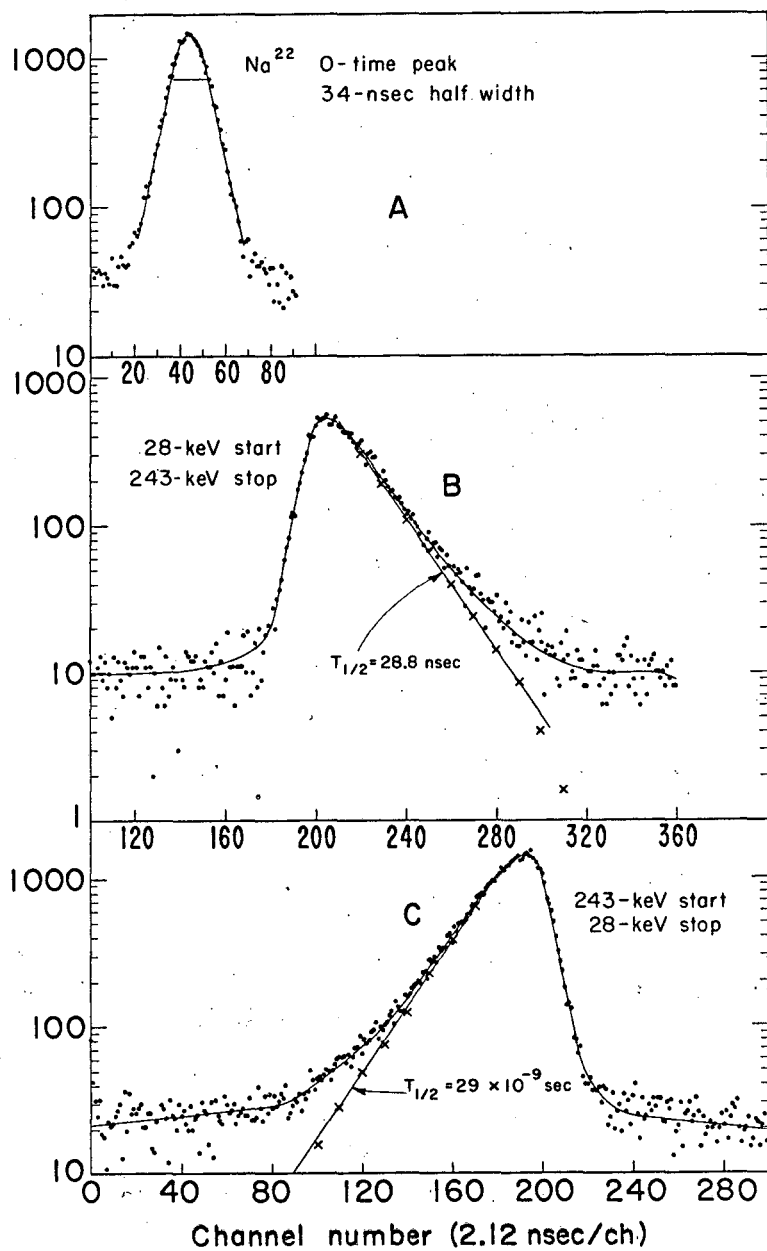 1000
Na²² O-time peak
34-nsec half width
100
A
10
20 40 60 80
1000
28-keV start
243-keV stop
B
100
T₁/₂ = 28.8 nsec
10
1
120 160 200 240 280 320 360
1000
C
243-keV start
28-keV stop
100
T₁/₂ = 29 × 10⁻⁹ sec
10
0 40 80 120 160 200 240 280
Channel number (2.12 nsec/ch)